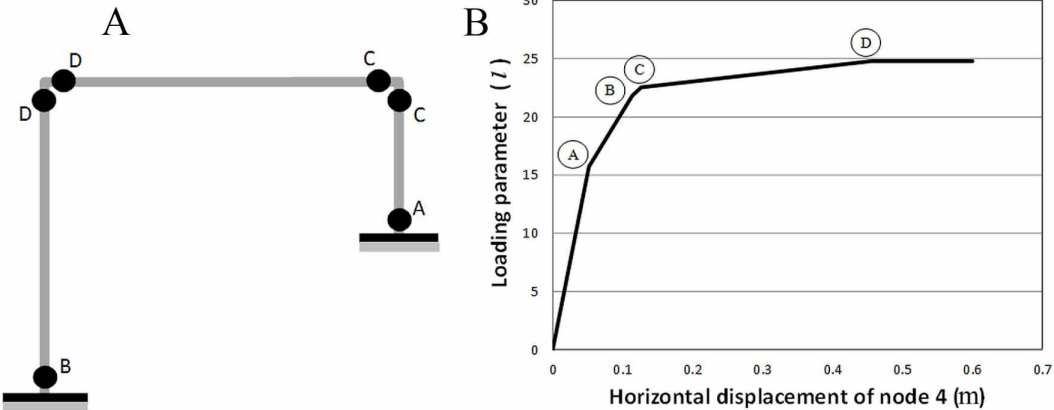 A
D
C
D
C
A
B
B
Loading parameter ( l )
30
25
20
15
10
5
0
A
B
C
D
0 0.1 0.2 0.3 0.4 0.5 0.6 0.7
Horizontal displacement of node 4 (m)